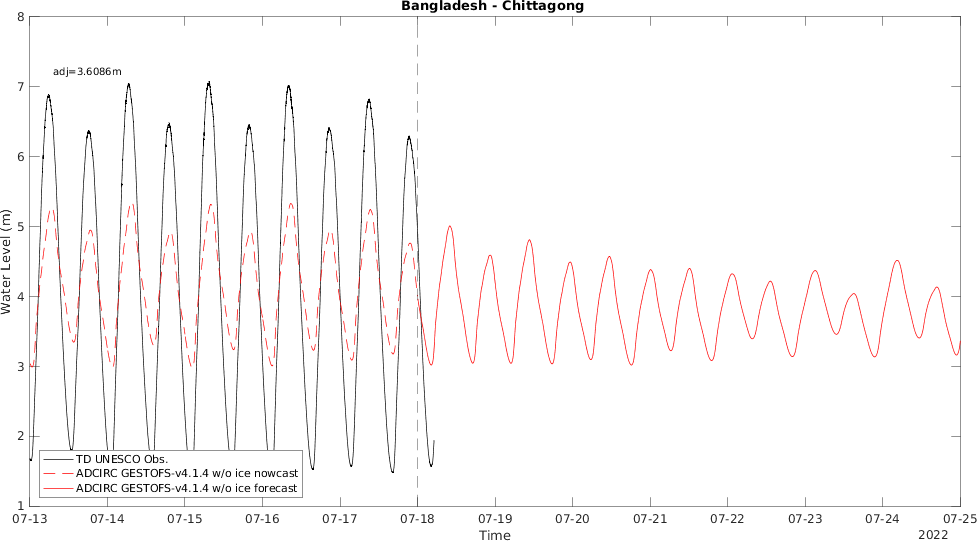 Bangladesh - Chittagong
8
adj=3.6086m
7
6
5
4
3
2
1
Water Level (m)
TD UNESCO Obs.
ADCIRC GESTOFS-v4.1.4 w/o ice nowcast
ADCIRC GESTOFS-v4.1.4 w/o ice forecast
07-13 07-14 07-15 07-16 07-17 07-18 07-19 07-20 07-21 07-22 07-23 07-24 07-25
Time
2022